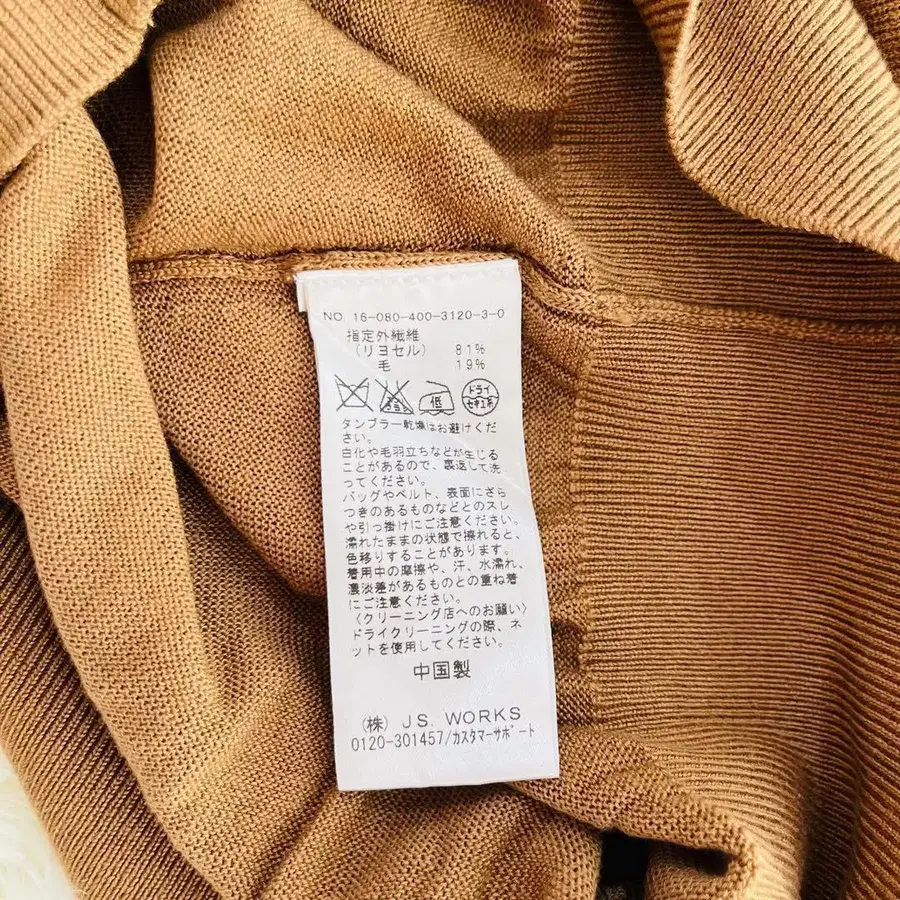 NO. 16-080-400-3120-3-0
指定外繊維
(リヨセル) 81%
毛 19%
エンソ
サラシ
低
ドライ
セキユ系
タンブラー乾燥はお避けくだ
さい。
白化や毛羽立ちなどが生じる
ことがあるので、裏返して洗
ってください。
バッグやベルト、表面にざら
つきのあるものなどとのスレ
や引っ掛けにご注意ください。
濡れたままの状態で擦れると、
色移りすることがあります。
着用中の摩擦や、汗、水濡れ、
濃淡差があるものとの重ね着
にご注意ください。
〈クリーニング店へのお願い〉
ドライクリーニングの際、ネ
ットを使用してください。
中国製
(株) J.S. WORKS
0120-301457/カスタマーサポート